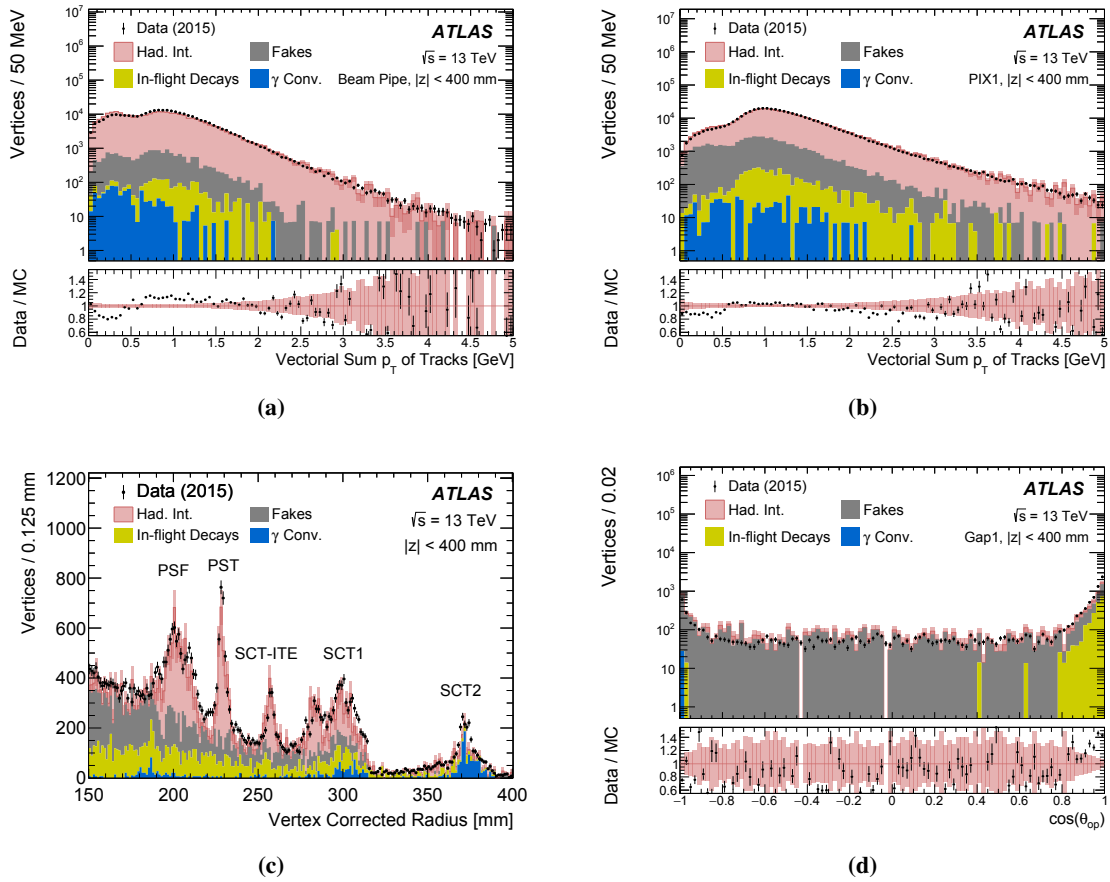 Vertices / 50 MeV
10⁷
10⁶
10⁵
10⁴
10³
10²
10
1
Data (2015)
Had. Int.
Fakes
In-flight Decays
γ Conv.
ATLAS
√s = 13 TeV
Beam Pipe, |z| < 400 mm
Data / MC
1.4
1.2
1
0.8
0.6
0 0.5 1 1.5 2 2.5 3 3.5 4 4.5 5
Vectorial Sum p_T of Tracks [GeV]
(a)
Vertices / 50 MeV
10⁷
10⁶
10⁵
10⁴
10³
10²
10
1
Data (2015)
Had. Int.
Fakes
In-flight Decays
γ Conv.
ATLAS
√s = 13 TeV
PIX1, |z| < 400 mm
Data / MC
1.4
1.2
1
0.8
0.6
0 0.5 1 1.5 2 2.5 3 3.5 4 4.5 5
Vectorial Sum p_T of Tracks [GeV]
(b)
Vertices / 0.125 mm
1200
1000
800
600
400
200
0
Data (2015)
Had. Int.
Fakes
In-flight Decays
γ Conv.
ATLAS
√s = 13 TeV
|z| < 400 mm
PSF
PST
SCT-ITE
SCT1
SCT2
150 200 250 300 350 400
Vertex Corrected Radius [mm]
(c)
Vertices / 0.02
10⁶
10⁵
10⁴
10³
10²
10
1
Data (2015)
Had. Int.
Fakes
In-flight Decays
γ Conv.
ATLAS
√s = 13 TeV
Gap1, |z| < 400 mm
Data / MC
1.4
1.2
1
0.8
0.6
−1 −0.8 −0.6 −0.4 −0.2 0 0.2 0.4 0.6 0.8 1
cos(θ_op)
(d)